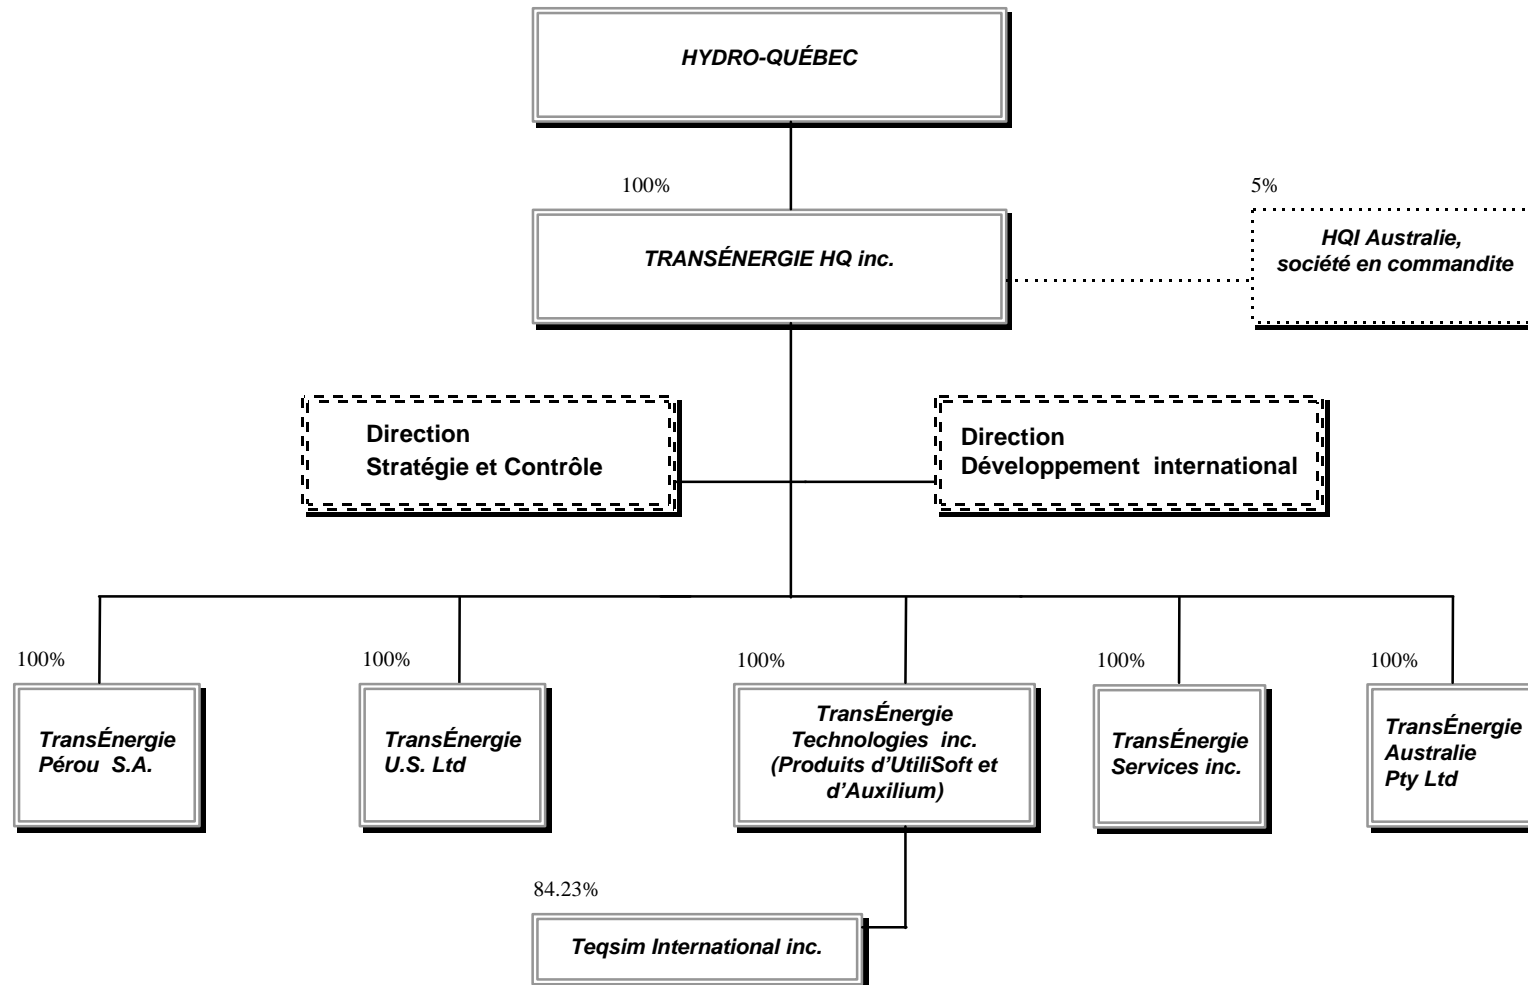 HYDRO-QUÉBEC
100%
5%
TRANSÉNERGIE HQ inc.
HQI Australie,
société en commandite
Direction
Stratégie et Contrôle
Direction
Développement international
100%
TransÉnergie
Pérou S.A.
100%
TransÉnergie
U.S. Ltd
100%
TransÉnergie
Technologies inc.
(Produits d'UtiliSoft et
d'Auxilium)
100%
TransÉnergie
Services inc.
100%
TransÉnergie
Australie
Pty Ltd
84.23%
Teqsim International inc.